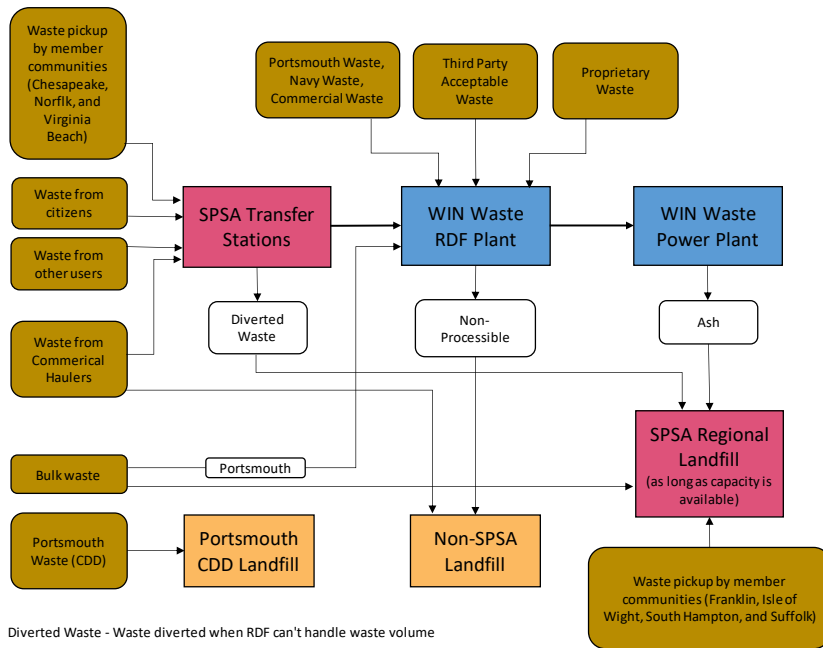 Waste pickup
by member
communities
(Chesapeake,
Norflk, and
Virginia
Beach)
Portsmouth Waste,
Navy Waste,
Commercial Waste
Third Party
Acceptable
Waste
Proprietary
Waste
Waste from
citizens
Waste from
other users
SPSA Transfer
Stations
WIN Waste
RDF Plant
WIN Waste
Power Plant
Diverted
Waste
Non-
Processible
Ash
Waste from
Commerical
Haulers
SPSA Regional
Landfill
(as long as capacity is
available)
Bulk waste
Portsmouth
Portsmouth
Waste (CDD)
Portsmouth
CDD Landfill
Non-SPSA
Landfill
Waste pickup by member
communities (Franklin, Isle of
Wight, South Hampton, and Suffolk)
Diverted Waste - Waste diverted when RDF can't handle waste volume